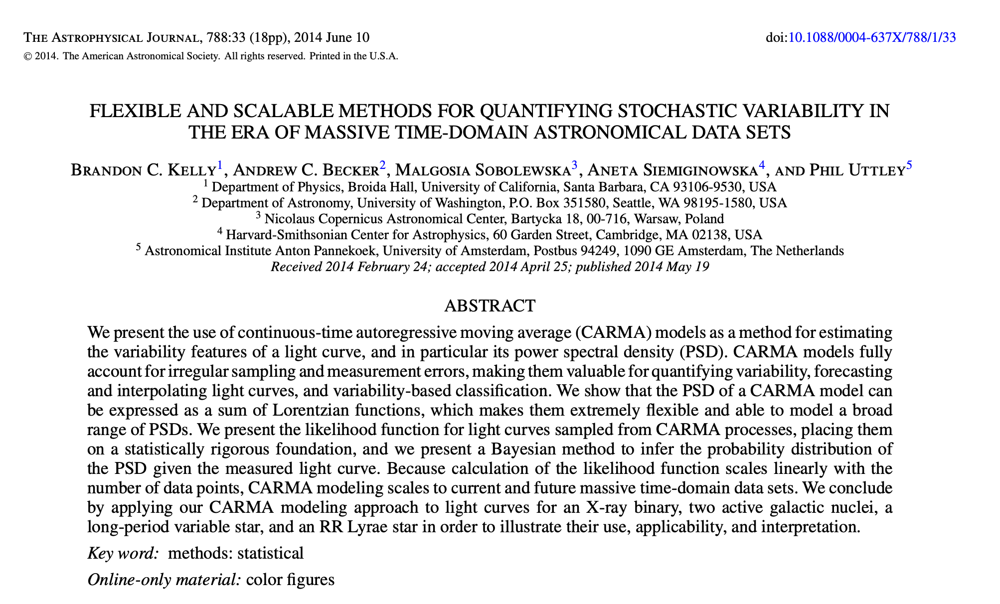 THE ASTROPHYSICAL JOURNAL, 788:33 (18pp), 2014 June 10
doi:10.1088/0004-637X/788/1/33
© 2014. The American Astronomical Society. All rights reserved. Printed in the U.S.A.
FLEXIBLE AND SCALABLE METHODS FOR QUANTIFYING STOCHASTIC VARIABILITY IN
THE ERA OF MASSIVE TIME-DOMAIN ASTRONOMICAL DATA SETS
BRANDON C. KELLY1, ANDREW C. BECKER2, MALGOSIA SOBOLEWSKA3, ANETA SIEMIGINOWSKA4, AND PHIL UTTLEY5
1 Department of Physics, Broida Hall, University of California, Santa Barbara, CA 93106-9530, USA
2 Department of Astronomy, University of Washington, P.O. Box 351580, Seattle, WA 98195-1580, USA
3 Nicolaus Copernicus Astronomical Center, Bartycka 18, 00-716, Warsaw, Poland
4 Harvard-Smithsonian Center for Astrophysics, 60 Garden Street, Cambridge, MA 02138, USA
5 Astronomical Institute Anton Pannekoek, University of Amsterdam, Postbus 94249, 1090 GE Amsterdam, The Netherlands
Received 2014 February 24; accepted 2014 April 25; published 2014 May 19
ABSTRACT
We present the use of continuous-time autoregressive moving average (CARMA) models as a method for estimating
the variability features of a light curve, and in particular its power spectral density (PSD). CARMA models fully
account for irregular sampling and measurement errors, making them valuable for quantifying variability, forecasting
and interpolating light curves, and variability-based classification. We show that the PSD of a CARMA model can
be expressed as a sum of Lorentzian functions, which makes them extremely flexible and able to model a broad
range of PSDs. We present the likelihood function for light curves sampled from CARMA processes, placing them
on a statistically rigorous foundation, and we present a Bayesian method to infer the probability distribution of
the PSD given the measured light curve. Because calculation of the likelihood function scales linearly with the
number of data points, CARMA modeling scales to current and future massive time-domain data sets. We conclude
by applying our CARMA modeling approach to light curves for an X-ray binary, two active galactic nuclei, a
long-period variable star, and an RR Lyrae star in order to illustrate their use, applicability, and interpretation.
Key word: methods: statistical
Online-only material: color figures